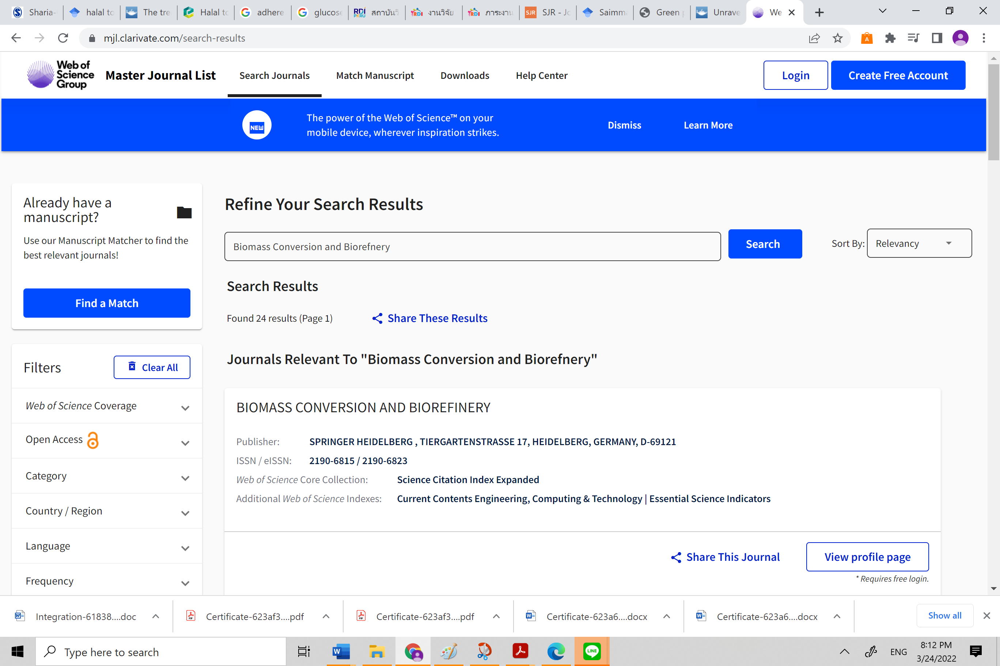 Sharia-
halal to
The tre
Halal to
adhere
glucose
RDI PKRU สถาบันวิ
RDI งานวิจัย
RDI ภาระงาน
SJR SJR - Jo
Saimma
Green p
Unrave
We
mjl.clarivate.com/search-results
A
Web of
Science
Group
Master Journal List
Search Journals
Match Manuscript
Downloads
Help Center
Login
Create Free Account
NEW
The power of the Web of Science™ on your
mobile device, wherever inspiration strikes.
Dismiss
Learn More
Already have a
manuscript?
Use our Manuscript Matcher to find the
best relevant journals!
Find a Match
Refine Your Search Results
Biomass Conversion and Biorefnery
Search
Sort By:
Relevancy
Search Results
Found 24 results (Page 1)
Share These Results
Journals Relevant To "Biomass Conversion and Biorefnery"
Filters
Clear All
Web of Science Coverage
Open Access
Category
Country / Region
Language
Frequency
BIOMASS CONVERSION AND BIOREFINERY
Publisher: SPRINGER HEIDELBERG , TIERGARTENSTRASSE 17, HEIDELBERG, GERMANY, D-69121
ISSN / eISSN: 2190-6815 / 2190-6823
Web of Science Core Collection: Science Citation Index Expanded
Additional Web of Science Indexes: Current Contents Engineering, Computing & Technology | Essential Science Indicators
Share This Journal
View profile page
* Requires free login.
Integration-61838....doc
Certificate-623af3....pdf
Certificate-623af3....pdf
Certificate-623a6....docx
Certificate-623a6....docx
Show all
Type here to search
LINE
ENG
8:12 PM
3/24/2022